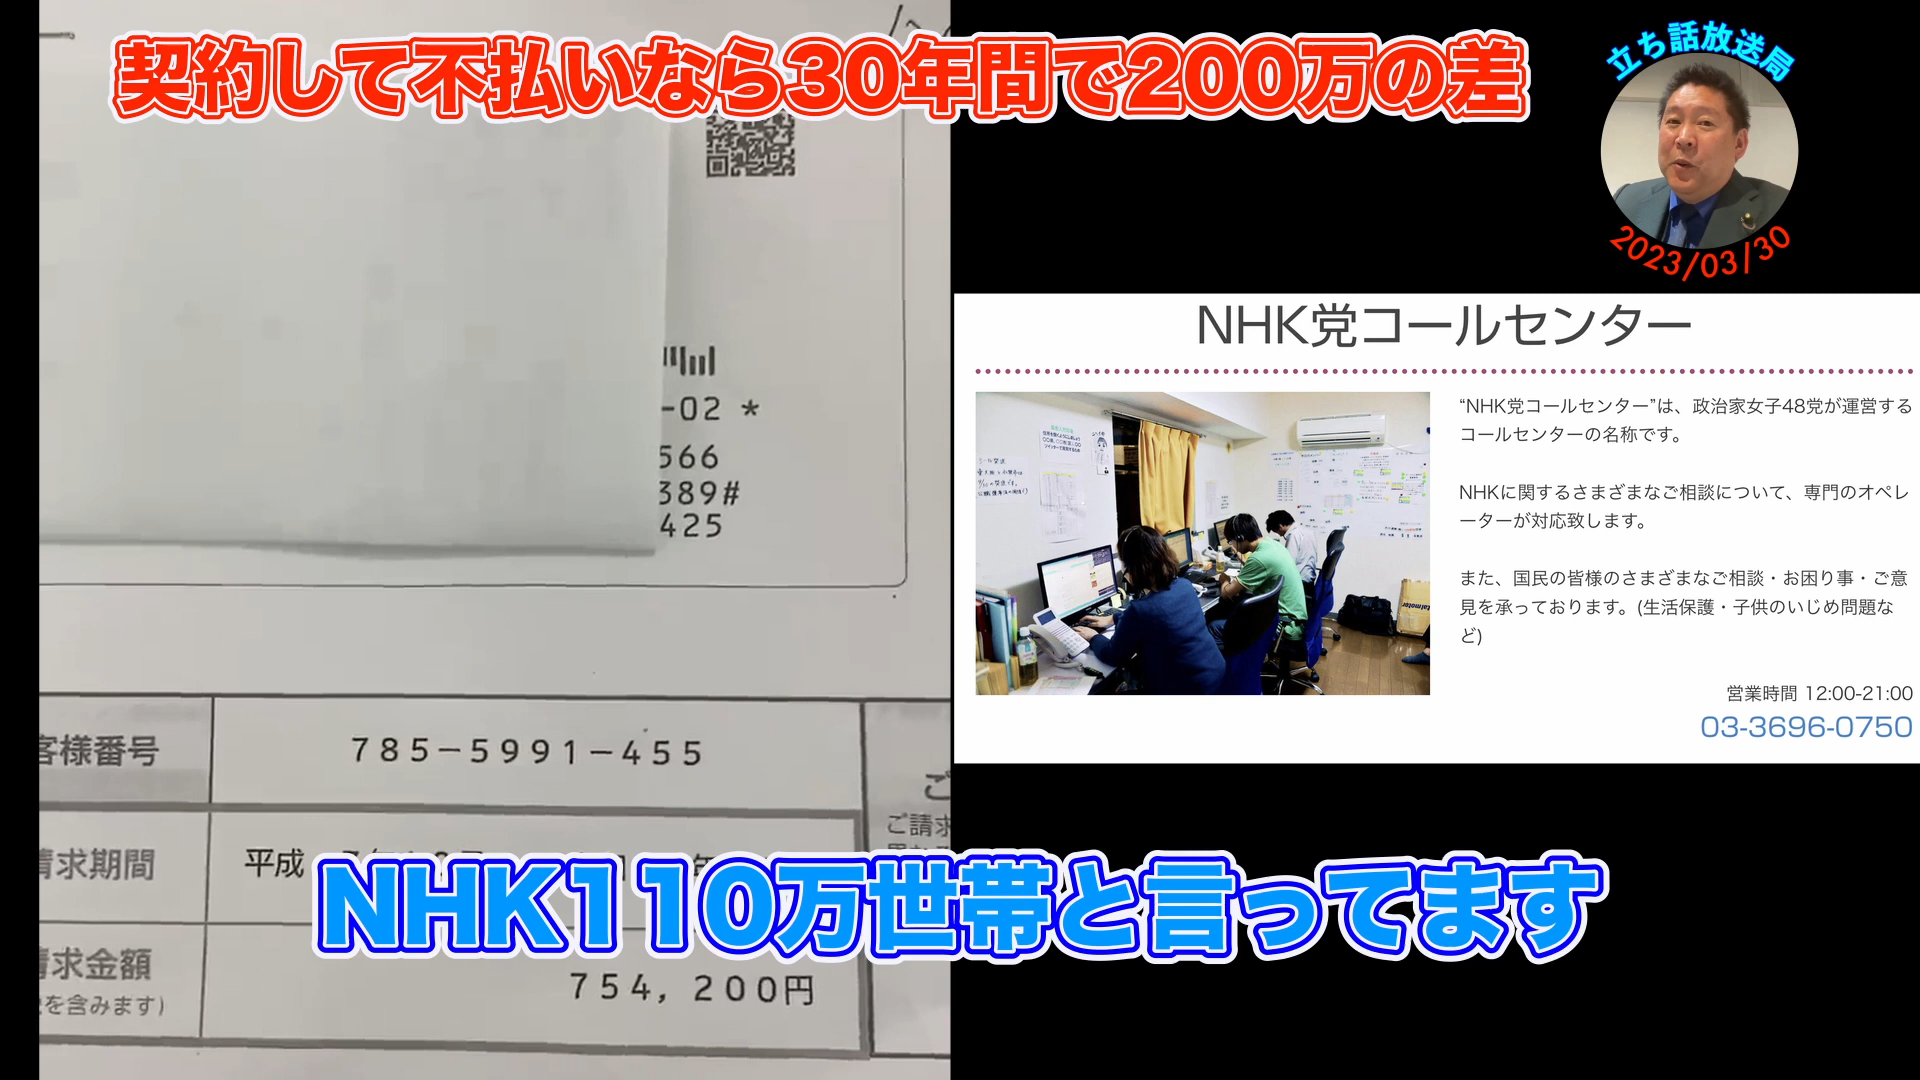 契約して不払いなら30年間で200万の差
立ち話放送局
2023/03/30
-02 *
566
389#
425
客様番号
785-5991-455
請求期間
平成
ご請求
請求金額
を含みます)
754,200円
NHK党コールセンター
“NHK党コールセンター”は、政治家女子48党が運営する
コールセンターの名称です。
NHKに関するさまざまなご相談について、専門のオペレ
ーターが対応致します。
また、国民の皆様のさまざまなご相談・お困り事・ご意
見を承っております。(生活保護・子供のいじめ問題な
ど)
営業時間 12:00-21:00
03-3696-0750
NHK110万世帯と言ってます